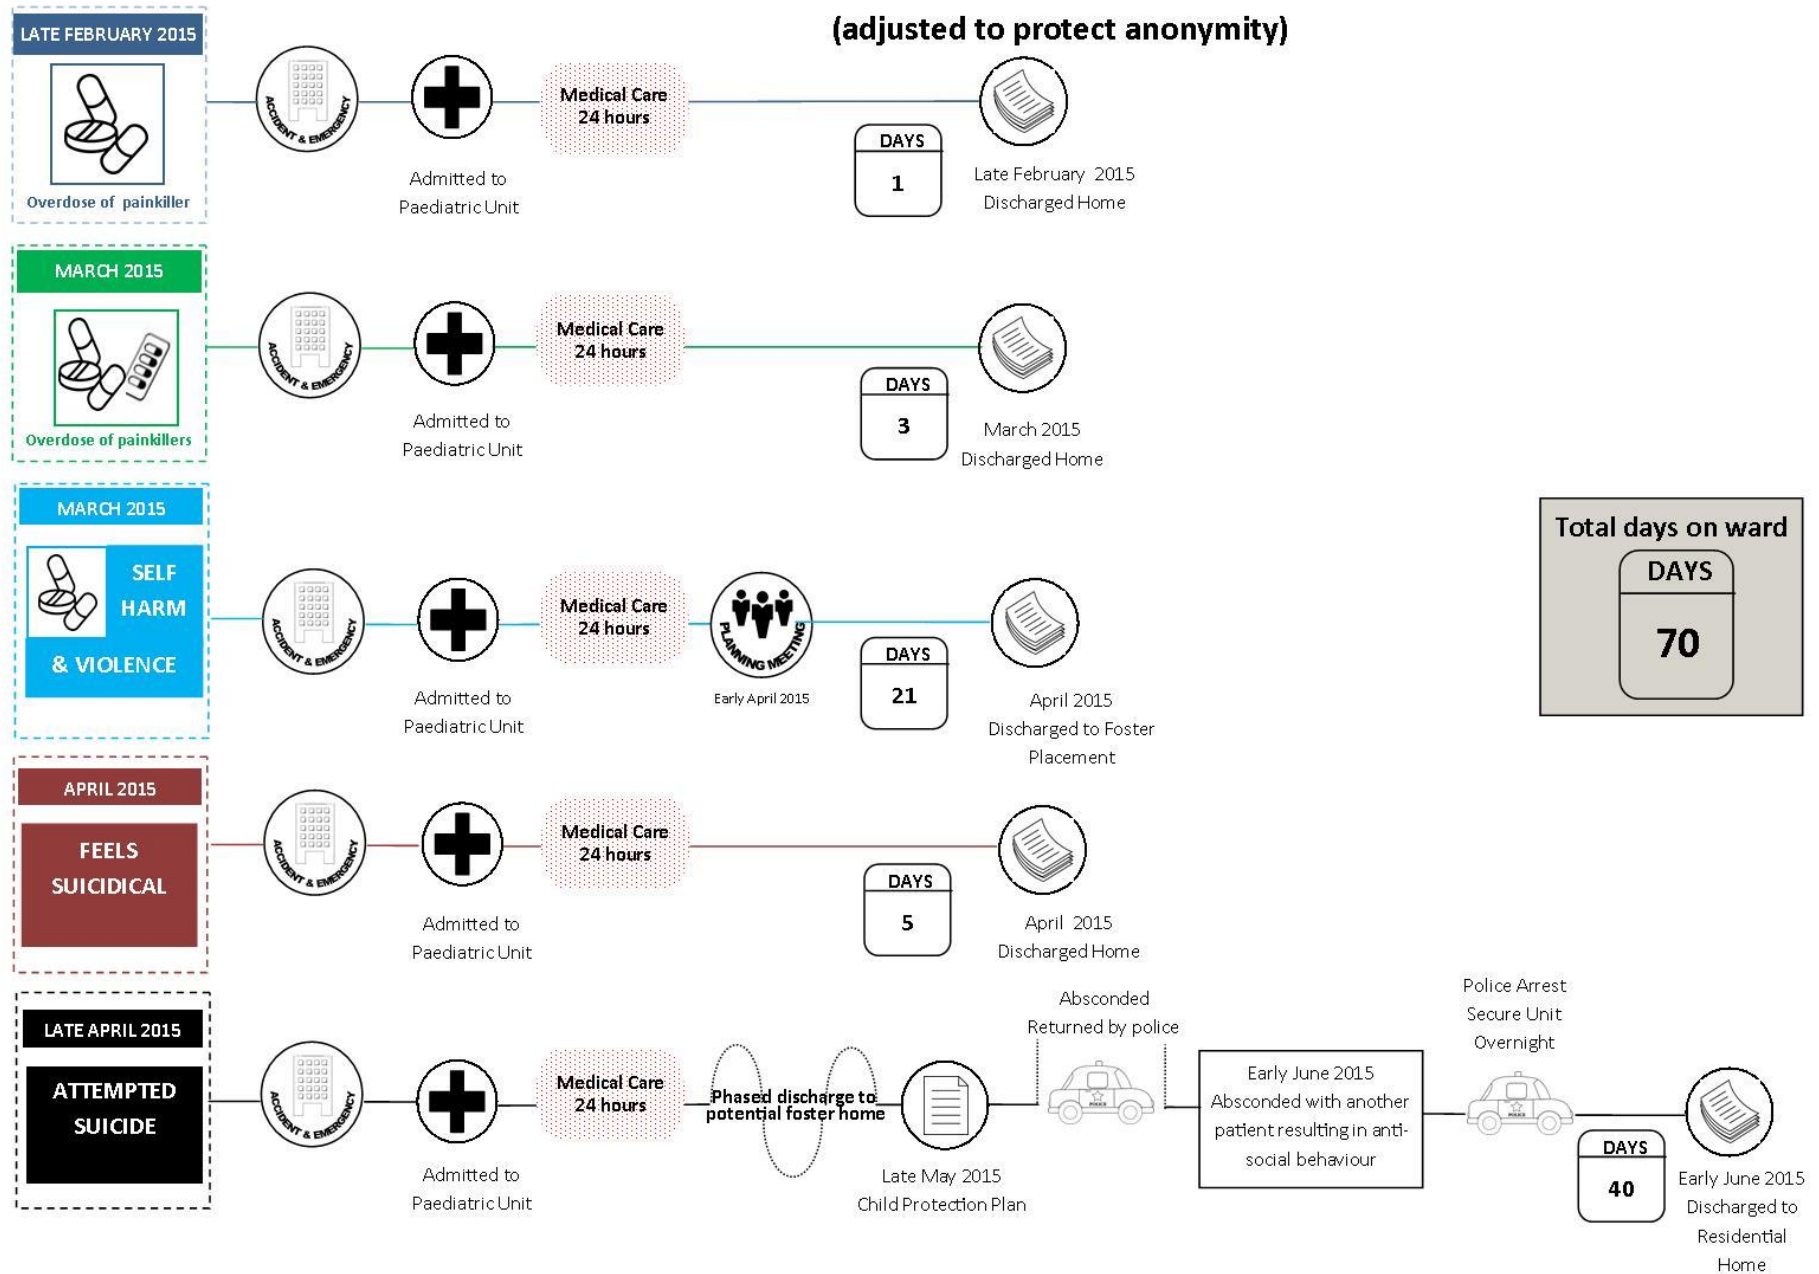 (adjusted to protect anonymity)
LATE FEBRUARY 2015
Overdose of painkiller
ACCIDENT & EMERGENCY
Admitted to
Paediatric Unit
Medical Care
24 hours
DAYS
1
Late February 2015
Discharged Home
MARCH 2015
Overdose of painkillers
ACCIDENT & EMERGENCY
Admitted to
Paediatric Unit
Medical Care
24 hours
DAYS
3
March 2015
Discharged Home
MARCH 2015
SELF
HARM
& VIOLENCE
ACCIDENT & EMERGENCY
Admitted to
Paediatric Unit
Medical Care
24 hours
PLANNING MEETING
Early April 2015
DAYS
21
April 2015
Discharged to Foster
Placement
Total days on ward
DAYS
70
APRIL 2015
FEELS
SUICIDICAL
ACCIDENT & EMERGENCY
Admitted to
Paediatric Unit
Medical Care
24 hours
DAYS
5
April 2015
Discharged Home
LATE APRIL 2015
ATTEMPTED
SUICIDE
ACCIDENT & EMERGENCY
Admitted to
Paediatric Unit
Medical Care
24 hours
Phased discharge to
potential foster home
Late May 2015
Child Protection Plan
Absconded
Returned by police
POLICE
Early June 2015
Absconded with another
patient resulting in anti-
social behaviour
Police Arrest
Secure Unit
Overnight
POLICE
DAYS
40
Early June 2015
Discharged to
Residential
Home